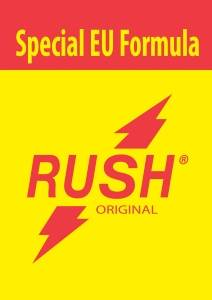 Special EU Formula
RUSH®
ORIGINAL